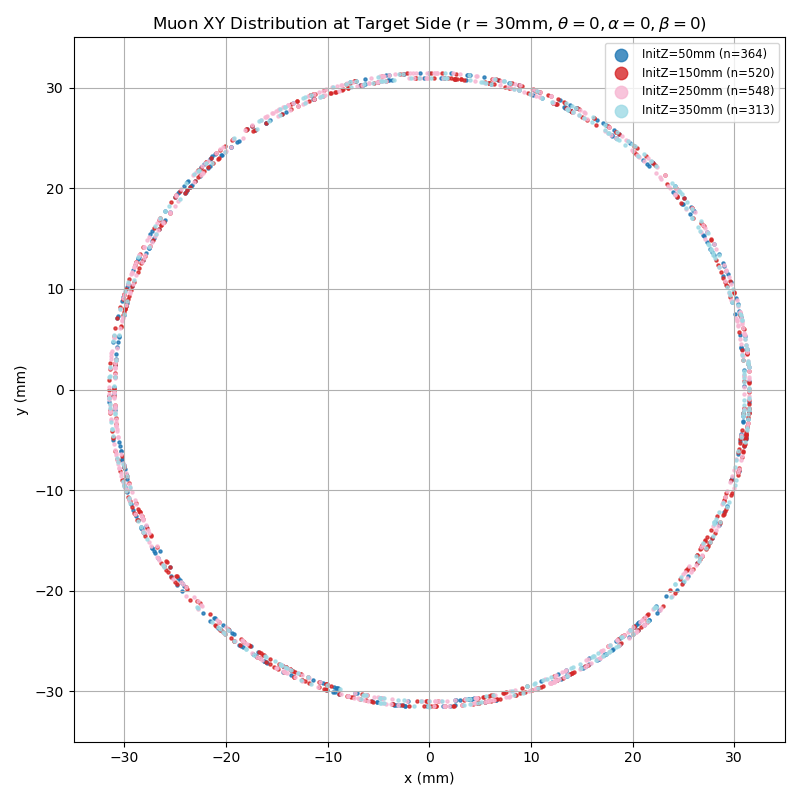 Muon XY Distribution at Target Side (r = 30mm, θ = 0, α = 0, β = 0)
InitZ=50mm (n=364)
InitZ=150mm (n=520)
InitZ=250mm (n=548)
InitZ=350mm (n=313)
30
20
10
0
−10
−20
−30
y (mm)
−30 −20 −10 0 10 20 30
x (mm)